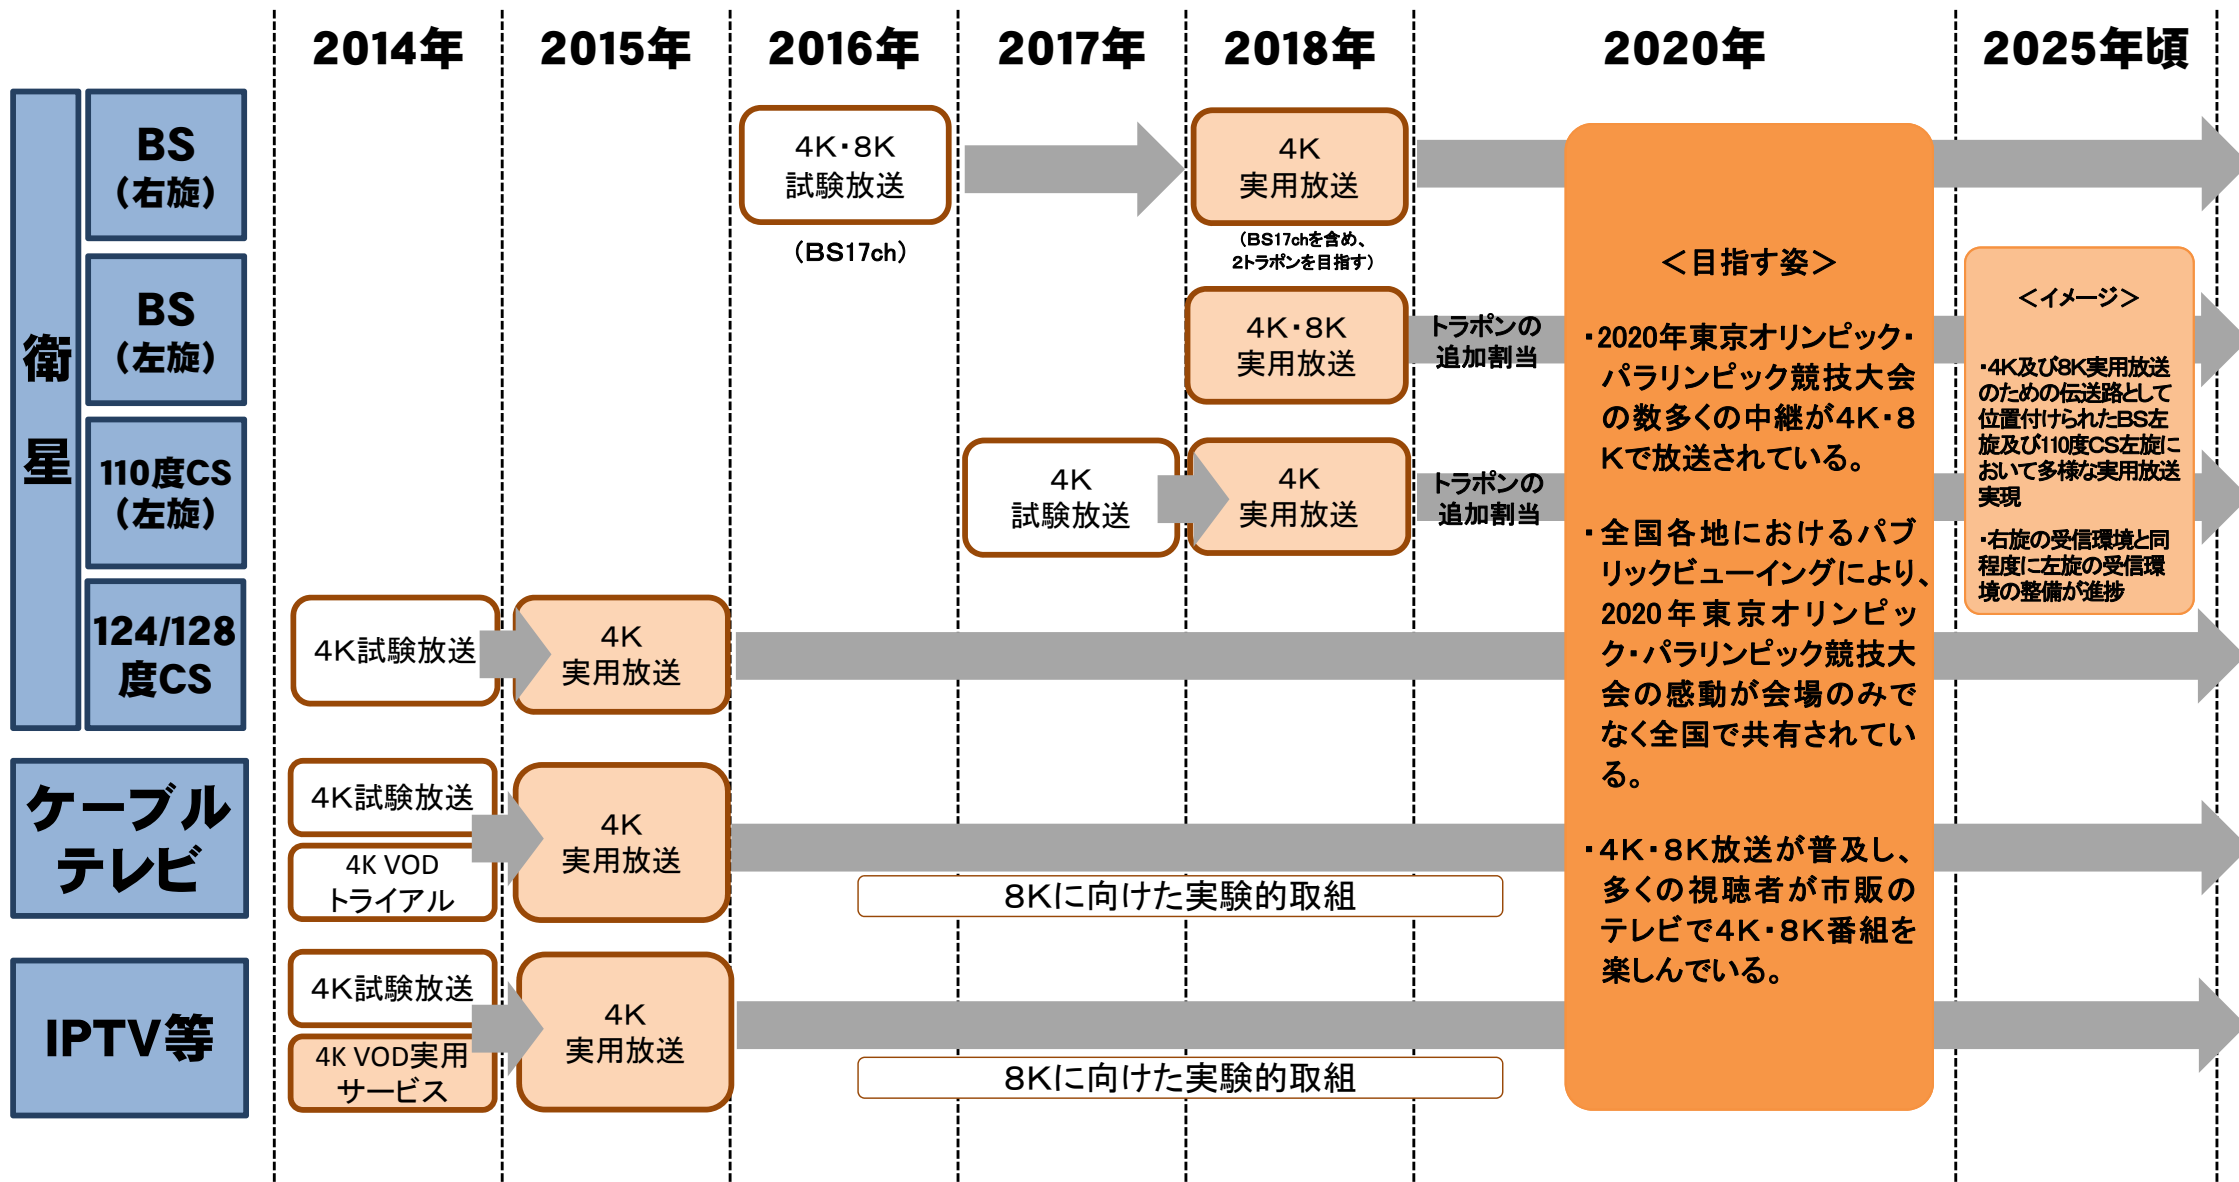 2014年
2015年
2016年
2017年
2018年
2020年
2025年頃
衛
星
BS
（右旋）
4K・8K
試験放送
（BS17ch）
4K
実用放送
（BS17chを含め、
2トラポンを目指す）
BS
（左旋）
4K・8K
実用放送
トラポンの
追加割当
110度CS
（左旋）
4K
試験放送
4K
実用放送
トラポンの
追加割当
124/128
度CS
4K試験放送
4K
実用放送
ケーブル
テレビ
4K試験放送
4K VOD
トライアル
4K
実用放送
8Kに向けた実験的取組
IPTV等
4K試験放送
4K VOD実用
サービス
4K
実用放送
8Kに向けた実験的取組
＜目指す姿＞
・2020年東京オリンピック・
パラリンピック競技大会
の数多くの中継が4K・8
Kで放送されている。
・全国各地におけるパブ
リックビューイングにより、
2020年東京オリンピッ
ク・パラリンピック競技大
会の感動が会場のみで
なく全国で共有されてい
る。
・4K・8K放送が普及し、
多くの視聴者が市販の
テレビで4K・8K番組を
楽しんでいる。
＜イメージ＞
・4K及び8K実用放送
のための伝送路として
位置付けられたBS左
旋及び110度CS左旋に
おいて多様な実用放送
実現
・右旋の受信環境と同
程度に左旋の受信環
境の整備が進捗